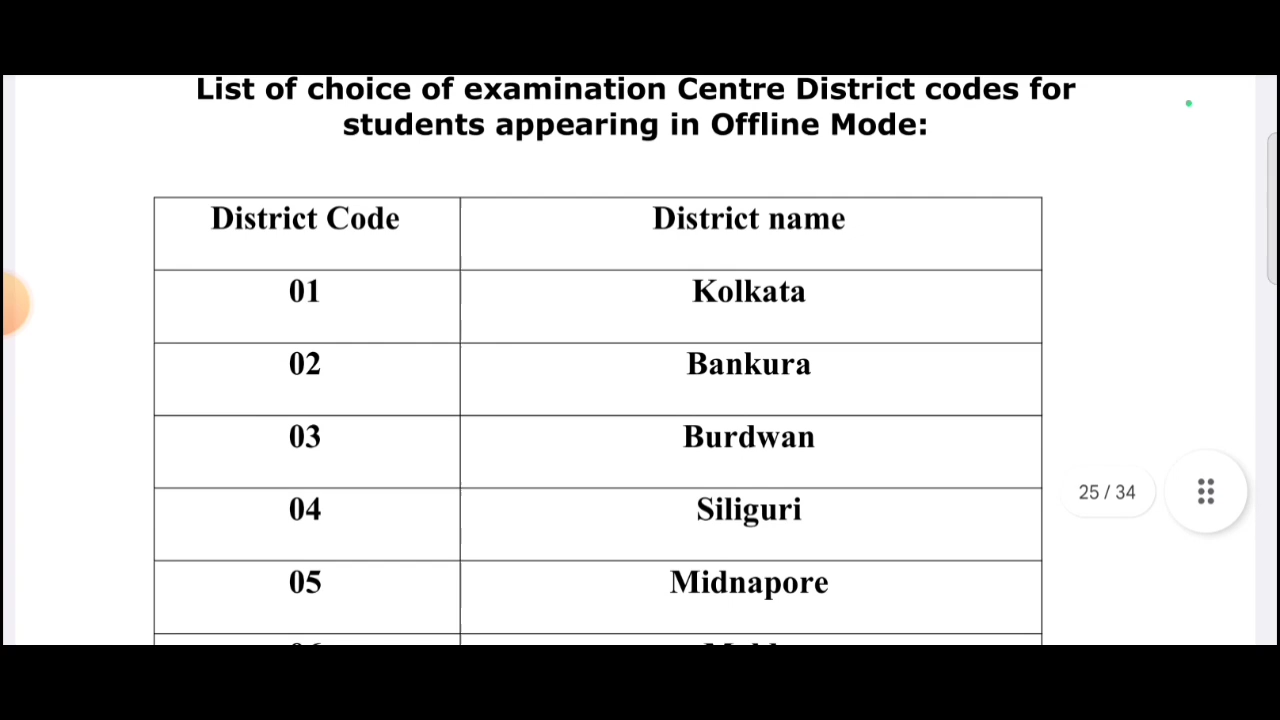 List of choice of examination Centre District codes for
students appearing in Offline Mode:
District Code District name
01 Kolkata
02 Bankura
03 Burdwan
04 Siliguri
25 / 34
05 Midnapore